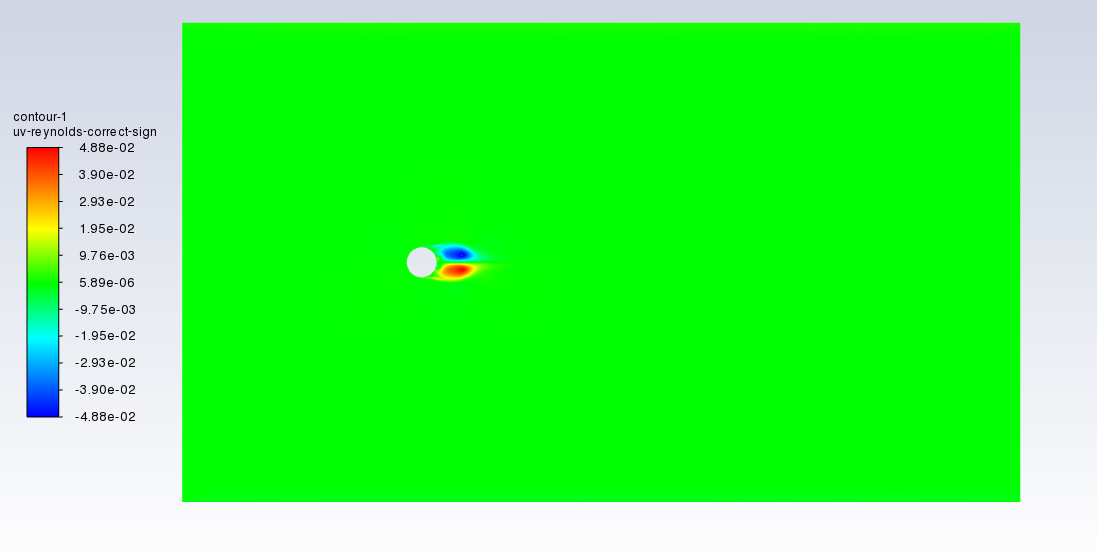 contour-1
uv-reynolds-correct-sign
4.88e-02
3.90e-02
2.93e-02
1.95e-02
9.76e-03
5.89e-06
-9.75e-03
-1.95e-02
-2.93e-02
-3.90e-02
-4.88e-02